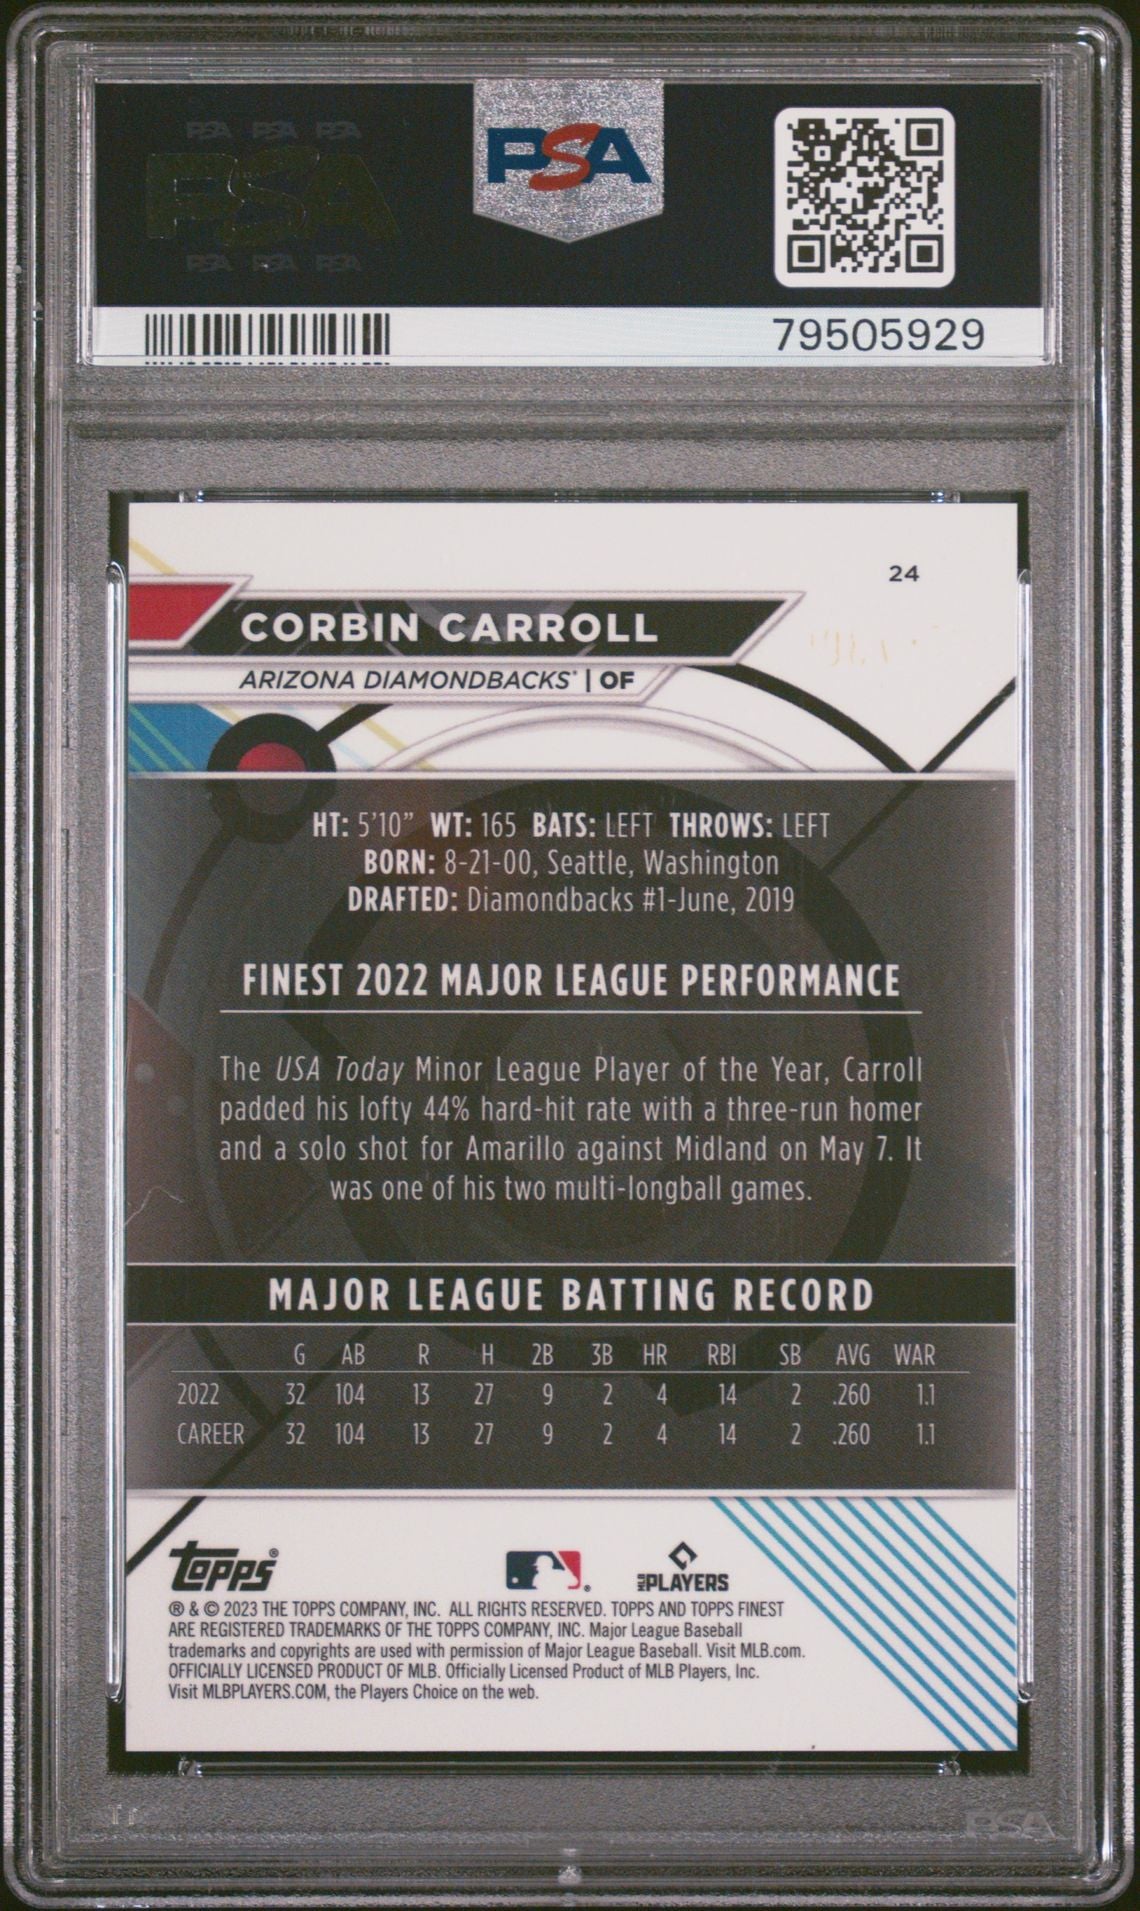 PSA PSA PSA
PSA
PSA PSA PSA
PSA
79505929
24
CORBIN CARROLL
ARIZONA DIAMONDBACKS® | OF
HT: 5'10” WT: 165 BATS: LEFT THROWS: LEFT
BORN: 8-21-00, Seattle, Washington
DRAFTED: Diamondbacks #1-June, 2019
FINEST 2022 MAJOR LEAGUE PERFORMANCE
The USA Today Minor League Player of the Year, Carroll
padded his lofty 44% hard-hit rate with a three-run homer
and a solo shot for Amarillo against Midland on May 7. It
was one of his two multi-longball games.
MAJOR LEAGUE BATTING RECORD
G AB R H 2B 3B HR RBI SB AVG WAR
2022 32 104 13 27 9 2 4 14 2 .260 1.1
CAREER 32 104 13 27 9 2 4 14 2 .260 1.1
topps®
MLB PLAYERS
® & © 2023 THE TOPPS COMPANY, INC. ALL RIGHTS RESERVED. TOPPS AND TOPPS FINEST
ARE REGISTERED TRADEMARKS OF THE TOPPS COMPANY, INC. Major League Baseball
trademarks and copyrights are used with permission of Major League Baseball. Visit MLB.com.
OFFICIALLY LICENSED PRODUCT OF MLB. Officially Licensed Product of MLB Players, Inc.
Visit MLBPLAYERS.COM, the Players Choice on the web.
PSA